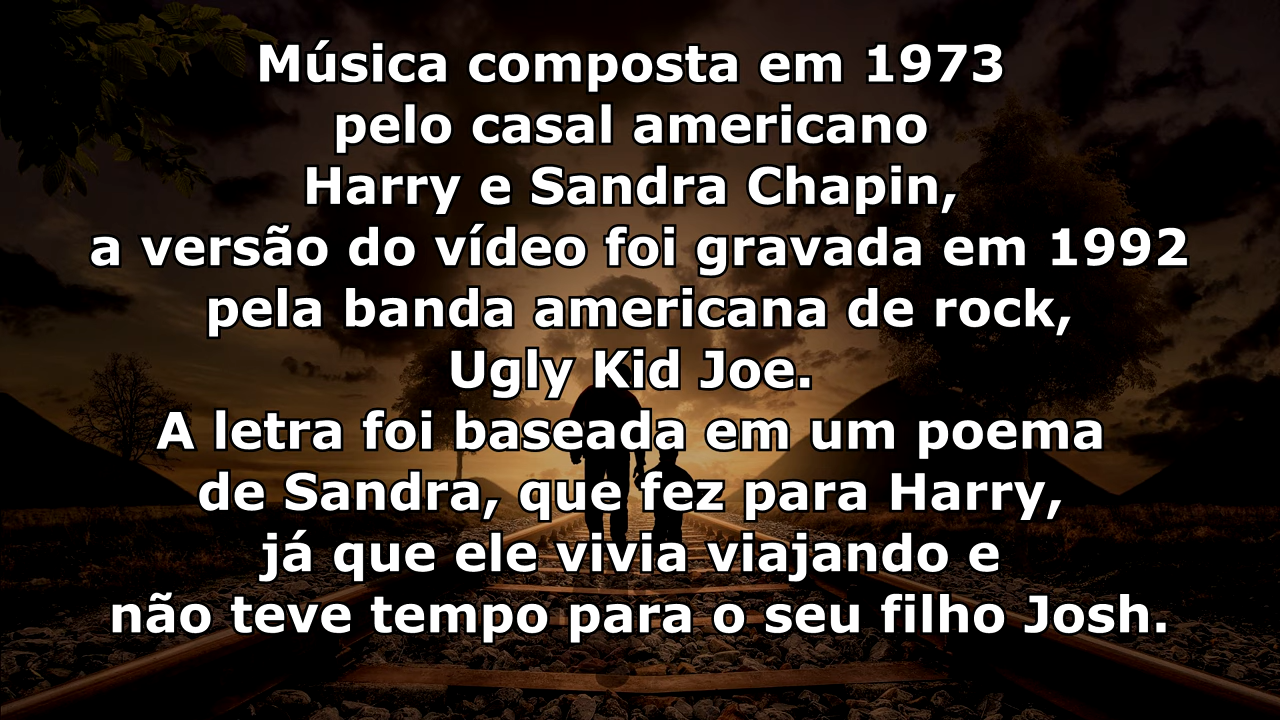 Música composta em 1973
pelo casal americano
Harry e Sandra Chapin,
a versão do vídeo foi gravada em 1992
pela banda americana de rock,
Ugly Kid Joe.
A letra foi baseada em um poema
de Sandra, que fez para Harry,
já que ele vivia viajando e
não teve tempo para o seu filho Josh.